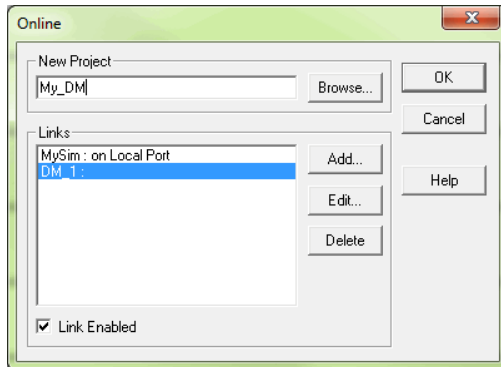 Online
New Project
My_DM
Browse...
OK
Cancel
Links
MySim : on Local Port
DM_1 :
Add...
Edit...
Delete
Help
Link Enabled